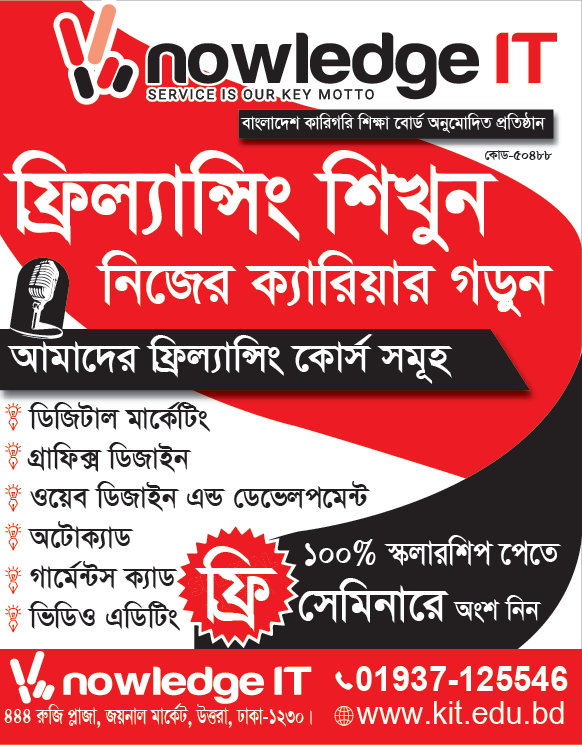 Knowledge IT
SERVICE IS OUR KEY MOTTO
বাংলাদেশ কারিগরি শিক্ষা বোর্ড অনুমোদিত প্রতিষ্ঠান
কোড-৫০৪৮৮
ফ্রিল্যান্সিং শিখুন
নিজের ক্যারিয়ার গড়ুন
আমাদের ফ্রিল্যান্সিং কোর্স সমূহ
ডিজিটাল মার্কেটিং
গ্রাফিক্স ডিজাইন
ওয়েব ডিজাইন এন্ড ডেভেলপমেন্ট
অটোক্যাড
গার্মেন্টস ক্যাড
ভিডিও এডিটিং
ফ্রি
১০০% স্কলারশিপ পেতে
সেমিনারে অংশ নিন
Knowledge IT
৪৪৪ রুজি প্লাজা, জয়নাল মার্কেট, উত্তরা, ঢাকা-১২৩০।
01937-125546
www.kit.edu.bd